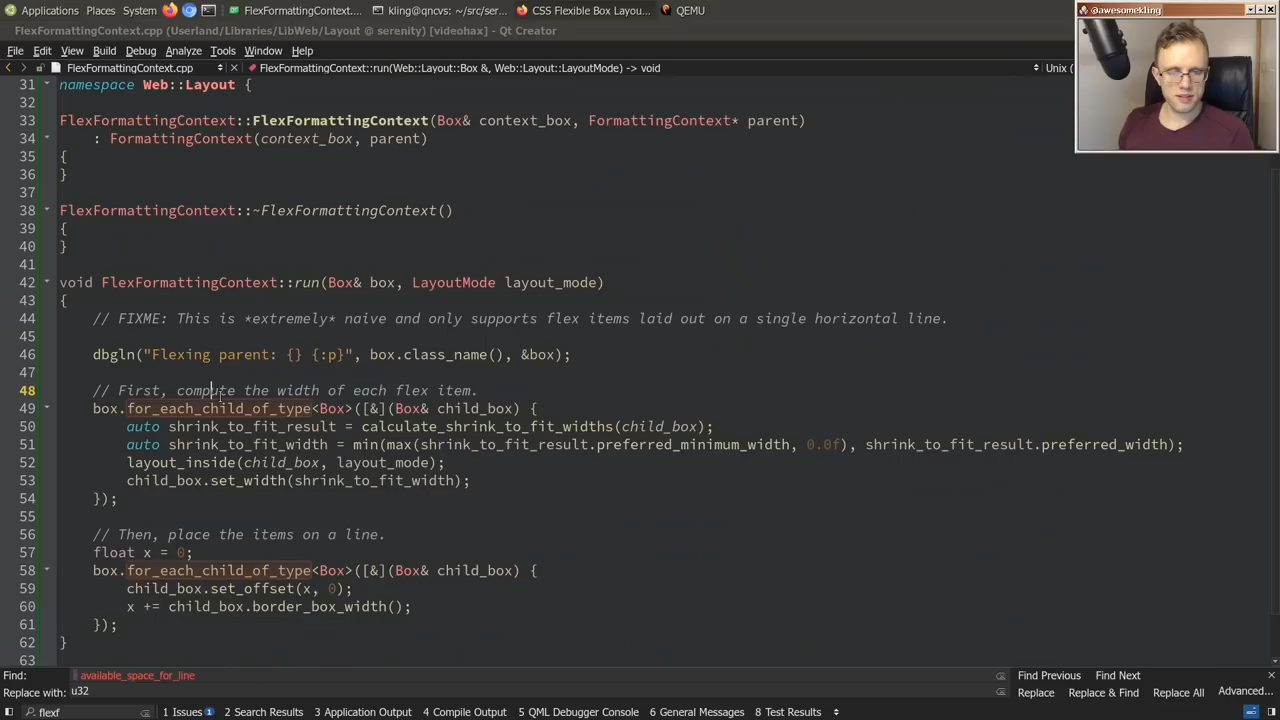 Applications Places System FlexFormattingContext.... kling@qncvs: ~/src/ser... CSS Flexible Box Layou... QEMU
@awesomekling
FlexFormattingContext.cpp (Userland/Libraries/LibWeb/Layout @ serenity) [videohax] - Qt Creator
File Edit View Build Debug Analyze Tools Window Help
FlexFormattingContext.cpp FlexFormattingContext::run(Web::Layout::Box &, Web::Layout::LayoutMode) -> void Unix (
31 namespace Web::Layout {
32
33 FlexFormattingContext::FlexFormattingContext(Box& context_box, FormattingContext* parent)
34 : FormattingContext(context_box, parent)
35 {
36 }
37
38 FlexFormattingContext::~FlexFormattingContext()
39 {
40 }
41
42 void FlexFormattingContext::run(Box& box, LayoutMode layout_mode)
43 {
44 // FIXME: This is *extremely* naive and only supports flex items laid out on a single horizontal line.
45
46 dbgln("Flexing parent: {} {:p}", box.class_name(), &box);
47
48 // First, compute the width of each flex item.
49 box.for_each_child_of_type<Box>([&](Box& child_box) {
50 auto shrink_to_fit_result = calculate_shrink_to_fit_widths(child_box);
51 auto shrink_to_fit_width = min(max(shrink_to_fit_result.preferred_minimum_width, 0.0f), shrink_to_fit_result.preferred_width);
52 layout_inside(child_box, layout_mode);
53 child_box.set_width(shrink_to_fit_width);
54 });
55
56 // Then, place the items on a line.
57 float x = 0;
58 box.for_each_child_of_type<Box>([&](Box& child_box) {
59 child_box.set_offset(x, 0);
60 x += child_box.border_box_width();
61 });
62 }
63
Find: available_space_for_line Find Previous Find Next
Replace with: u32 Replace Replace & Find Replace All Advanced...
flexf 1 Issues 1 2 Search Results 3 Application Output 4 Compile Output 5 QML Debugger Console 6 General Messages 8 Test Results